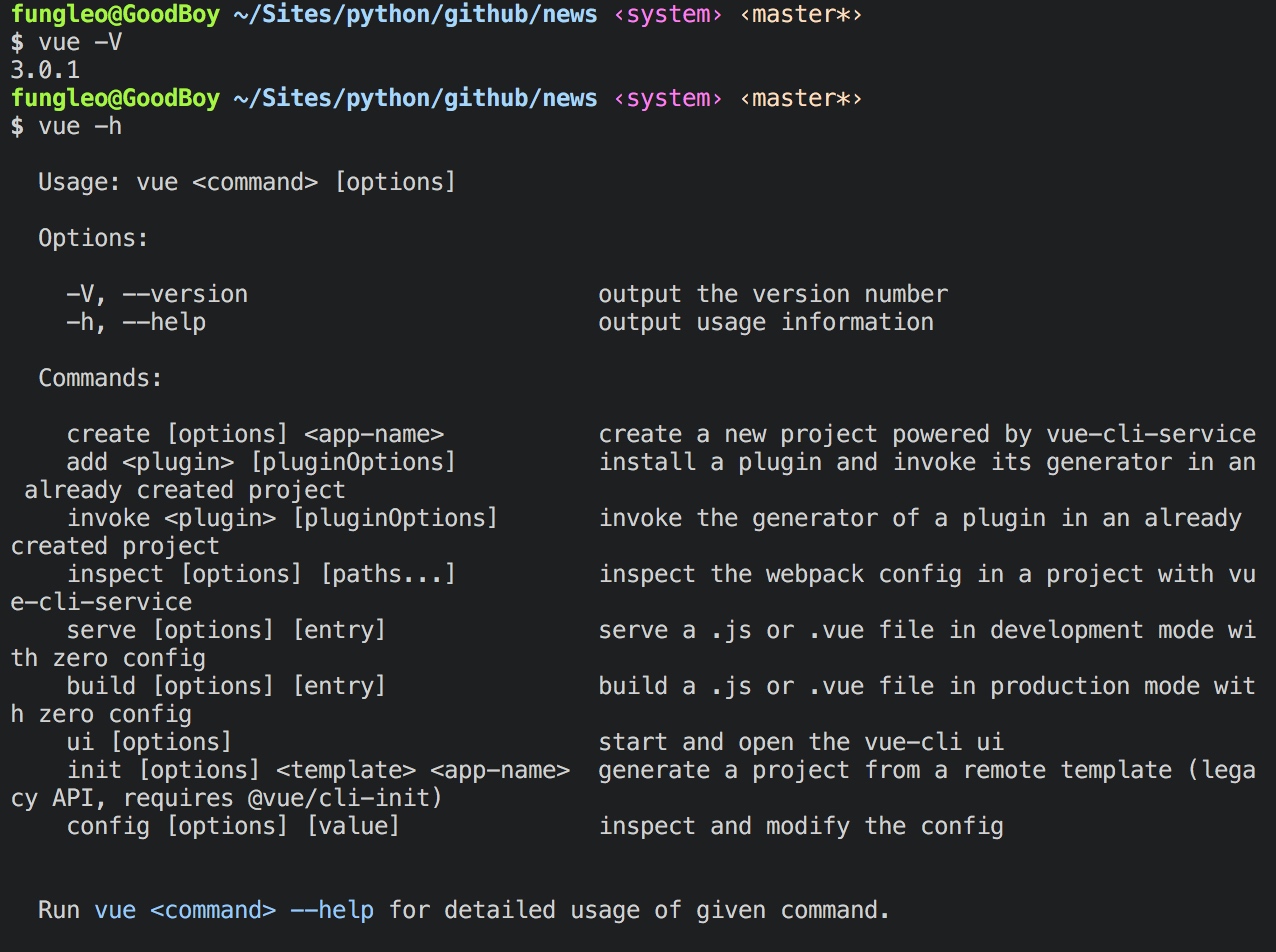 fungleo@GoodBoy ~/Sites/python/github/news ‹system› ‹master*›
$ vue -V
3.0.1
fungleo@GoodBoy ~/Sites/python/github/news ‹system› ‹master*›
$ vue -h

  Usage: vue <command> [options]

  Options:

    -V, --version                         output the version number
    -h, --help                            output usage information

  Commands:

    create [options] <app-name>           create a new project powered by vue-cli-service
    add <plugin> [pluginOptions]          install a plugin and invoke its generator in an
 already created project
    invoke <plugin> [pluginOptions]       invoke the generator of a plugin in an already
created project
    inspect [options] [paths...]          inspect the webpack config in a project with vu
e-cli-service
    serve [options] [entry]               serve a .js or .vue file in development mode wi
th zero config
    build [options] [entry]               build a .js or .vue file in production mode wit
h zero config
    ui [options]                          start and open the vue-cli ui
    init [options] <template> <app-name>  generate a project from a remote template (lega
cy API, requires @vue/cli-init)
    config [options] [value]              inspect and modify the config


  Run vue <command> --help for detailed usage of given command.